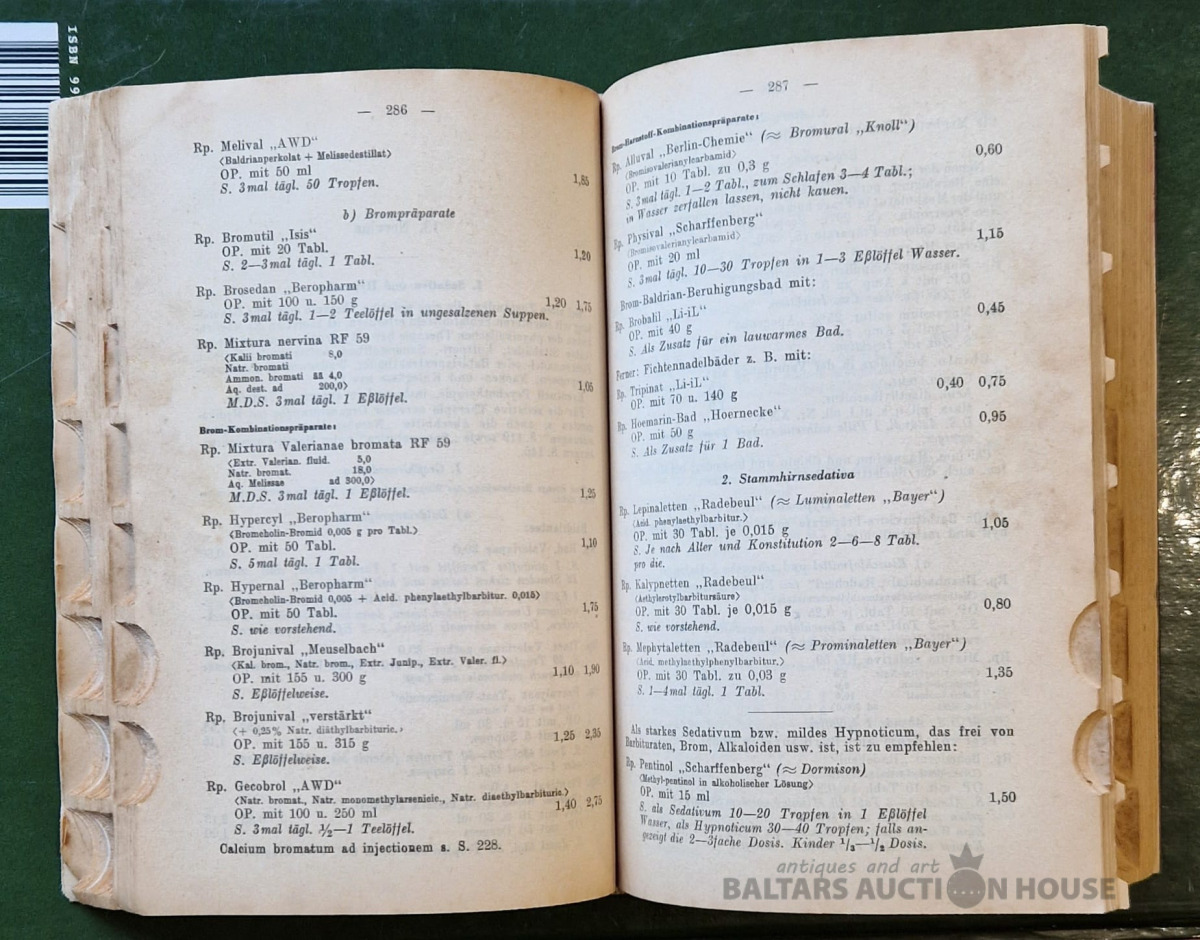 ISBN 99
— 286 —
Rp. Melival „AWD“
⟨Baldrianperkolat + Melissedestillat⟩
OP. mit 50 ml
S. 3mal tägl. 50 Tropfen. 1,85
b) Brompräparate
Rp. Bromutil „Isis“
OP. mit 20 Tabl. 1,20
S. 2—3mal tägl. 1 Tabl.
Rp. Brosedan „Beropharm“
OP. mit 100 u. 150 g 1,20 1,75
S. 3mal tägl. 1—2 Teelöffel in ungesalzenen Suppen.
Rp. Mixtura nervina RF 59
⟨Kalii bromati 8,0
Natr. bromati
Ammon. bromati āā 4,0
Aq. dest. ad 200,0⟩ 1,05
M.D.S. 3mal tägl. 1 Eßlöffel.
Brom-Kombinationspräparate:
Rp. Mixtura Valerianae bromata RF 59
⟨Extr. Valerian. fluid. 5,0
Natr. bromat. 18,0
Aq. Melissae ad 300,0⟩
M.D.S. 3mal tägl. 1 Eßlöffel. 1,25
Rp. Hypercyl „Beropharm“
⟨Bromcholin-Bromid 0,005 g pro Tabl.⟩
OP. mit 50 Tabl. 1,10
S. 5mal tägl. 1 Tabl.
Rp. Hypernal „Beropharm“
⟨Bromcholin-Bromid 0,005 + Acid. phenylaethylbarbitur. 0,015⟩
OP. mit 50 Tabl. 1,75
S. wie vorstehend.
Rp. Brojunival „Meuselbach“
⟨Kal. brom., Natr. brom., Extr. Junip., Extr. Valer. fl.⟩
OP. mit 155 u. 300 g 1,10 1,90
S. Eßlöffelweise.
Rp. Brojunival „verstärkt“
⟨+ 0,25% Natr. diäthylbarbituric.⟩
OP. mit 155 u. 315 g 1,25 2,35
S. Eßlöffelweise.
Rp. Gecobrol „AWD“
⟨Natr. bromat., Natr. monomethylarsenicic., Natr. diaethylbarbituric.⟩
OP. mit 100 u. 250 ml 1,40 2,75
S. 3mal tägl. ½—1 Teelöffel.
Calcium bromatum ad injectionem s. S. 228.
— 287 —
Brom-Harnstoff-Kombinationspräparate:
Rp. Alluval „Berlin-Chemie“ (≈ Bromural „Knoll“)
⟨Bromisovalerianylcarbamid⟩
OP. mit 10 Tabl. zu 0,3 g 0,60
S. 3mal tägl. 1—2 Tabl., zum Schlafen 3—4 Tabl.;
in Wasser zerfallen lassen, nicht kauen.
Rp. Physival „Scharffenberg“
⟨Bromisovalerianylcarbamid⟩
OP. mit 20 ml 1,15
S. 3mal tägl. 10—30 Tropfen in 1—3 Eßlöffel Wasser.
Brom-Baldrian-Beruhigungsbad mit:
Rp. Brobalil „Li-iL“
OP. mit 40 g 0,45
S. Als Zusatz für ein lauwarmes Bad.
Ferner: Fichtennadelbäder z. B. mit:
Rp. Tripinat „Li-iL“
OP. mit 70 u. 140 g 0,40 0,75
Rp. Hoemarin-Bad „Hoernecke“
OP. mit 50 g 0,95
S. Als Zusatz für 1 Bad.
2. Stammhirnsedativa
Rp. Lepinaletten „Radebeul“ (≈ Luminaletten „Bayer“)
⟨Acid. phenylaethylbarbitur.⟩
OP. mit 30 Tabl. je 0,015 g 1,05
S. Je nach Alter und Konstitution 2—6—8 Tabl.
pro die.
Rp. Kalypnetten „Radebeul“
⟨Aethylcrotylbarbitursäure⟩
OP. mit 30 Tabl. je 0,015 g 0,80
S. wie vorstehend.
Rp. Mephytaletten „Radebeul“ (≈ Prominaletten „Bayer“)
⟨Acid. methylaethylphenylbarbitur.⟩
OP. mit 30 Tabl. zu 0,03 g 1,35
S. 1—4mal tägl. 1 Tabl.
Als starkes Sedativum bzw. mildes Hypnoticum, das frei von
Barbituraten, Brom, Alkaloiden usw. ist, ist zu empfehlen:
Rp. Pentinol „Scharffenberg“ (≈ Dormison)
⟨Methyl-pentinol in alkoholischer Lösung⟩
OP. mit 15 ml 1,50
S. als Sedativum 10—20 Tropfen in 1 Eßlöffel
Wasser, als Hypnoticum 30—40 Tropfen; falls an-
gezeigt die 2—3fache Dosis. Kinder ¹/₃—¹/₂ Dosis.
antiques and art
BALTARS AUCTION HOUSE